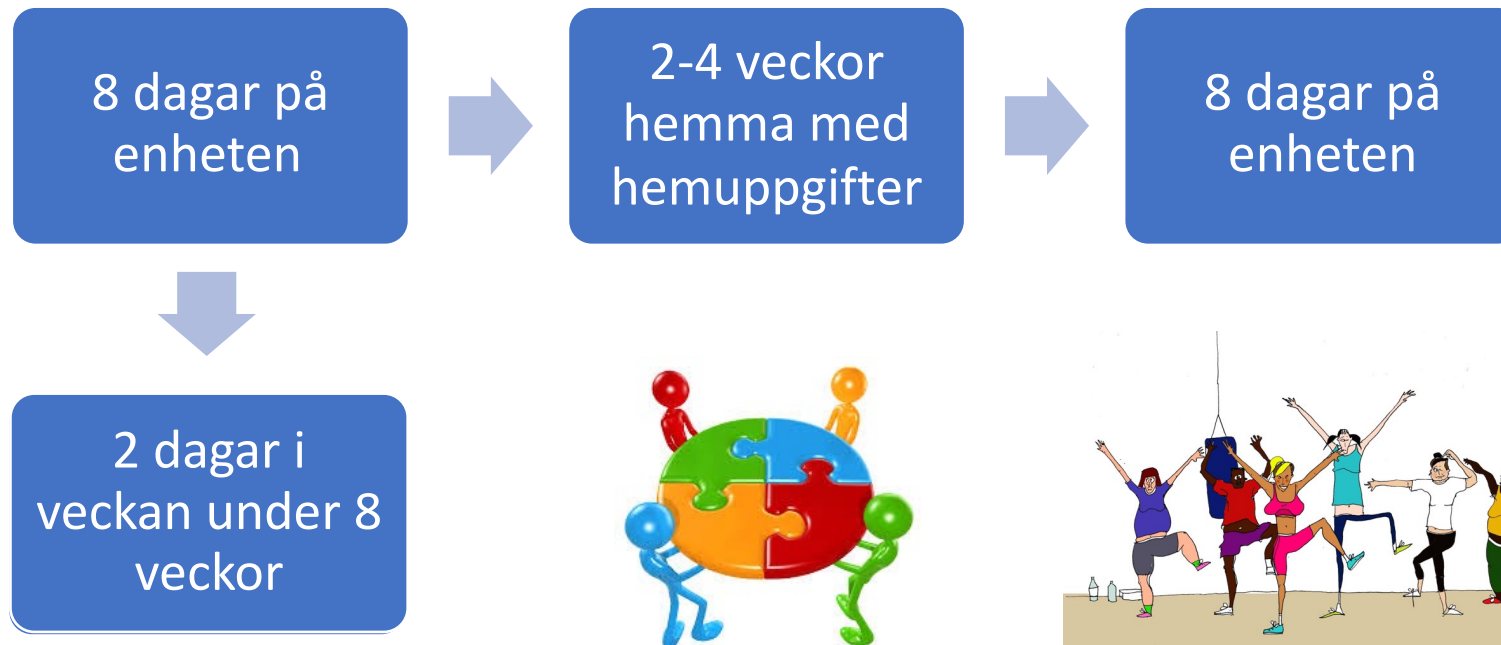 8 dagar på
enheten
2-4 veckor
hemma med
hemuppgifter
8 dagar på
enheten
2 dagar i
veckan under 8
veckor